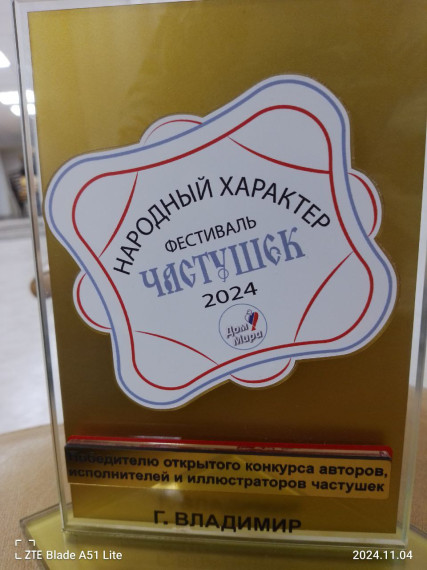 НАРОДНЫЙ ХАРАКТЕР
ФЕСТИВАЛЬ
ЧАСТУШЕК
2024
Дом
Мира
Победителю открытого конкурса авторов,
исполнителей и иллюстраторов частушек
Г. ВЛАДИМИР
ZTE Blade A51 Lite
2024.11.04